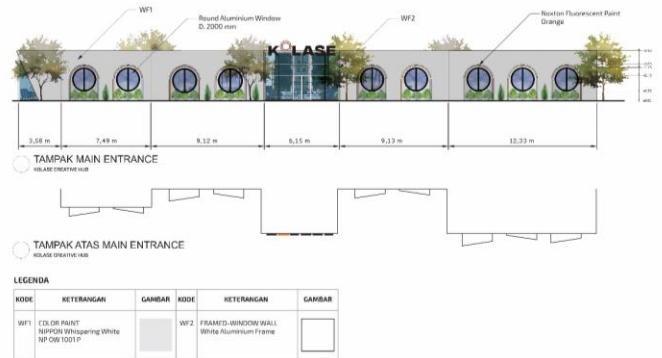 WF1
Round Aluminium Window
D. 2000 mm
WF2
Noxton Fluorescent Paint
Orange
KOLASE
3,58 m
7,49 m
9,12 m
6,15 m
9,13 m
12,33 m
TAMPAK MAIN ENTRANCE
KOLASE CREATIVE HUB
TAMPAK ATAS MAIN ENTRANCE
KOLASE CREATIVE HUB
LEGENDA
KODE KETERANGAN GAMBAR KODE KETERANGAN GAMBAR
WF1 COLOR PAINT WF2 FRAMED-WINDOW WALL
NIPPON Whispering White White Aluminium Frame
NP OW 1001 P